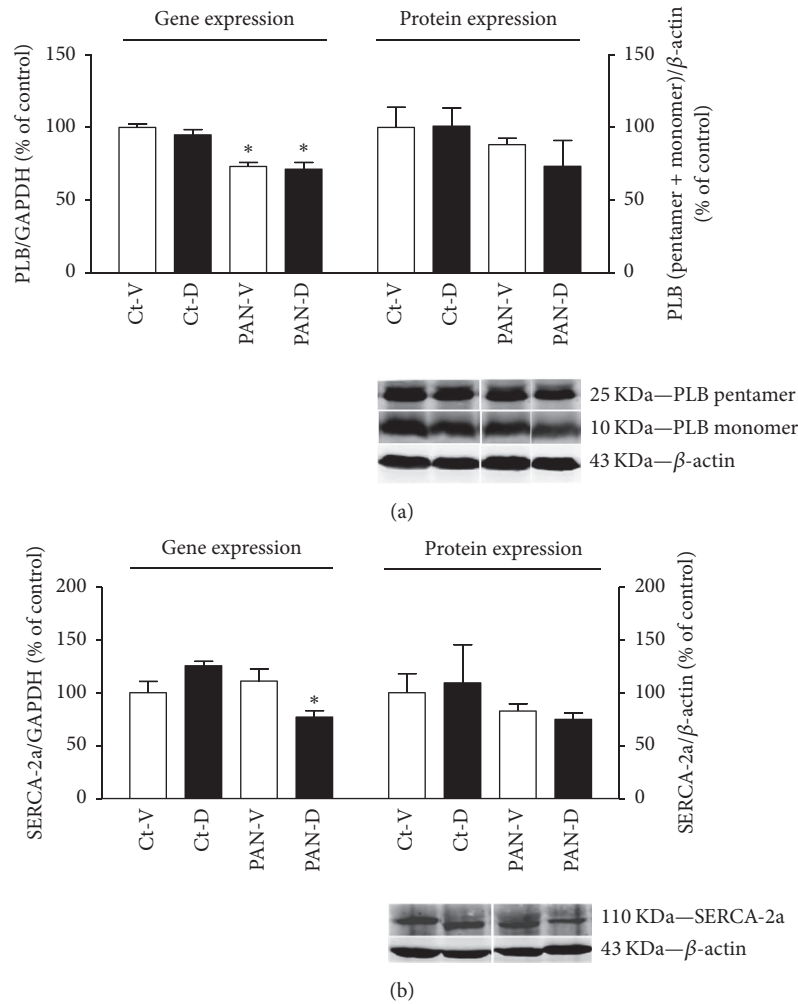 Gene expression
Protein expression
PLB/GAPDH (% of control)
150
100
50
0
* *
150
100
50
0
PLB (pentamer + monomer)/β-actin
(% of control)
Ct-V
Ct-D
PAN-V
PAN-D
Ct-V
Ct-D
PAN-V
PAN-D
25 KDa—PLB pentamer
10 KDa—PLB monomer
43 KDa—β-actin
(a)
Gene expression
Protein expression
SERCA-2a/GAPDH (% of control)
200
150
100
50
0
*
200
150
100
50
0
SERCA-2a/β-actin (% of control)
Ct-V
Ct-D
PAN-V
PAN-D
Ct-V
Ct-D
PAN-V
PAN-D
110 KDa—SERCA-2a
43 KDa—β-actin
(b)